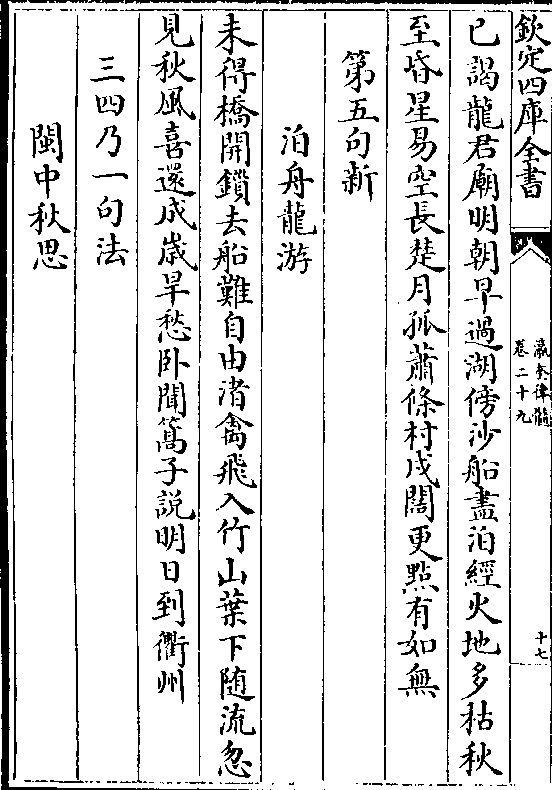 欽定四庫全書
瀛奎律髓
卷二十九
十七
已謁龍君廟明朝早過湖傍沙船盡泊經火地多枯秋
至昏星易空長楚月孤蕭條村戍闊更點有如無
第五句新
泊舟龍游
未得橋開鎖去船難自由渚禽飛入竹山葉下随流忽
見秋風喜還成歲旱愁卧聞篙子説明日到衢州
三四乃一句法
閩中秋思